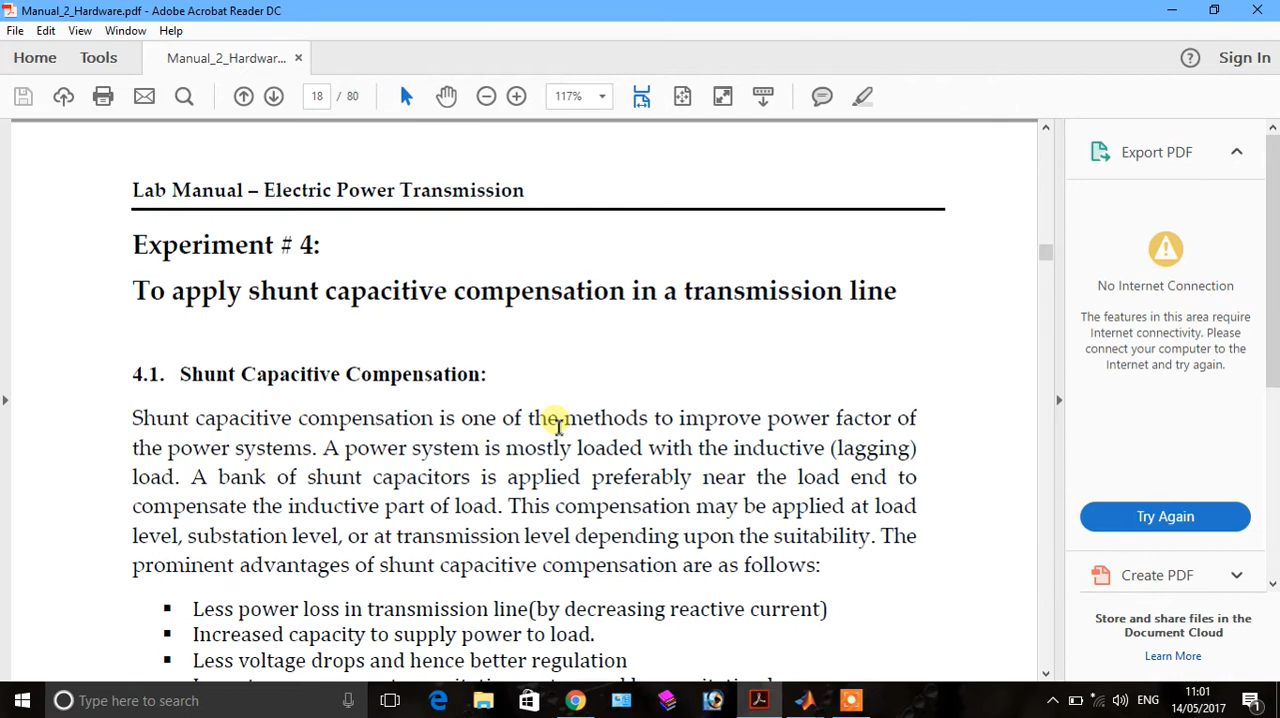 Manual_2_Hardware.pdf - Adobe Acrobat Reader DC
File Edit View Window Help
Home Tools Manual_2_Hardwar... × Sign In
18 / 80 117%
Lab Manual – Electric Power Transmission
Experiment # 4:
To apply shunt capacitive compensation in a transmission line
4.1. Shunt Capacitive Compensation:
Shunt capacitive compensation is one of the methods to improve power factor of
the power systems. A power system is mostly loaded with the inductive (lagging)
load. A bank of shunt capacitors is applied preferably near the load end to
compensate the inductive part of load. This compensation may be applied at load
level, substation level, or at transmission level depending upon the suitability. The
prominent advantages of shunt capacitive compensation are as follows:
▪ Less power loss in transmission line(by decreasing reactive current)
▪ Increased capacity to supply power to load.
▪ Less voltage drops and hence better regulation
Export PDF
No Internet Connection
The features in this area require
Internet connectivity. Please
connect your computer to the
Internet and try again.
Try Again
Create PDF
Store and share files in the
Document Cloud
Learn More
Type here to search
ENG
11:01
14/05/2017